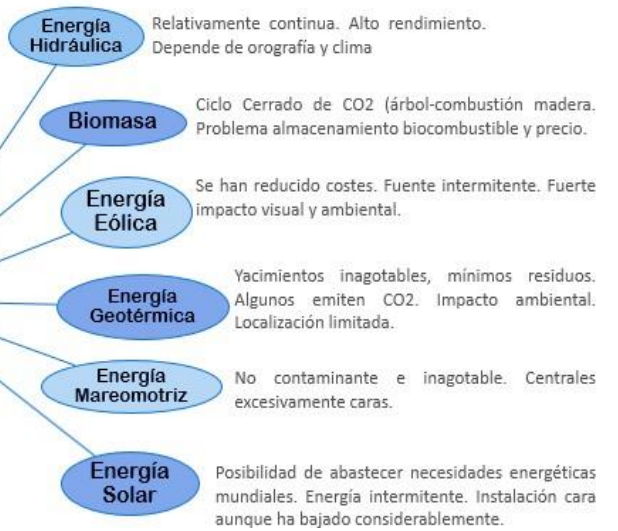 Energía
Hidráulica
Relativamente continua. Alto rendimiento.
Depende de orografía y clima
Biomasa
Ciclo Cerrado de CO2 (árbol-combustión madera.
Problema almacenamiento biocombustible y precio.
Energía
Eólica
Se han reducido costes. Fuente intermitente. Fuerte
impacto visual y ambiental.
Energía
Geotérmica
Yacimientos inagotables, mínimos residuos.
Algunos emiten CO2. Impacto ambiental.
Localización limitada.
Energía
Mareomotriz
No contaminante e inagotable. Centrales
excesivamente caras.
Energía
Solar
Posibilidad de abastecer necesidades energéticas
mundiales. Energía intermitente. Instalación cara
aunque ha bajado considerablemente.